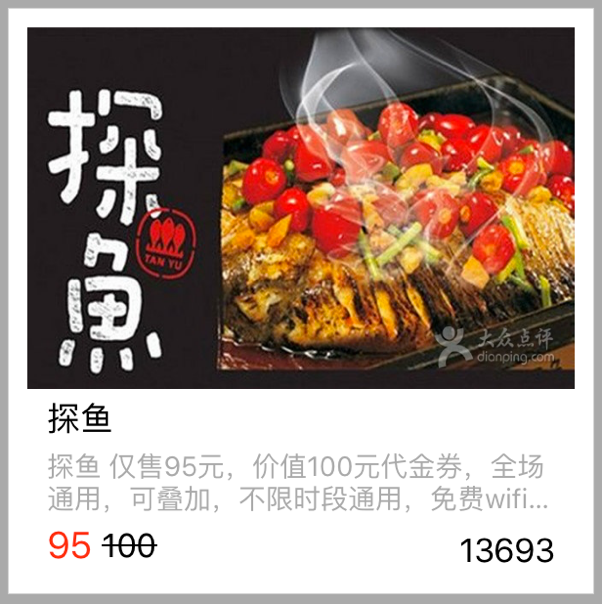 探魚
TAN YU
大众点评
dianping.com
探鱼
探鱼 仅售95元，价值100元代金券，全场
通用，可叠加，不限时段通用，免费wifi...
95 100
13693